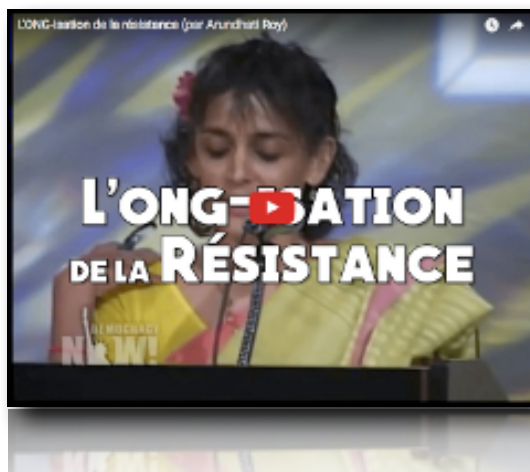 L'ONG-isation de la résistance (par Arundhati Roy)
L'ONG-ISATION
DE LA RÉSISTANCE
DEMOCRACY
NOW!